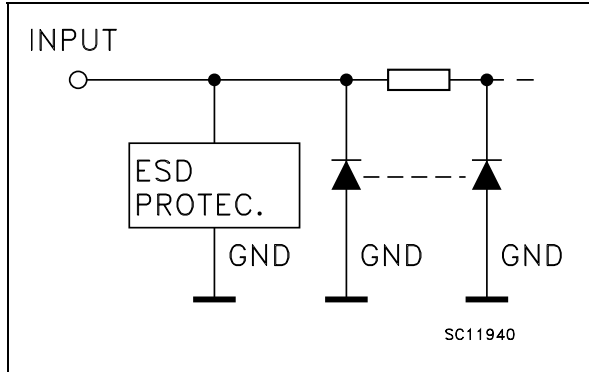 INPUT
ESD
PROTEC.
GND
GND
GND
SC11940